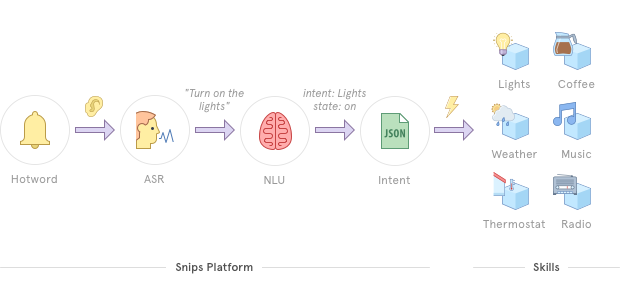 "Turn on the
lights"
intent: Lights
state: on
JSON
Hotword
ASR
NLU
Intent
Lights
Coffee
Weather
Music
Thermostat
Radio
Snips Platform
Skills